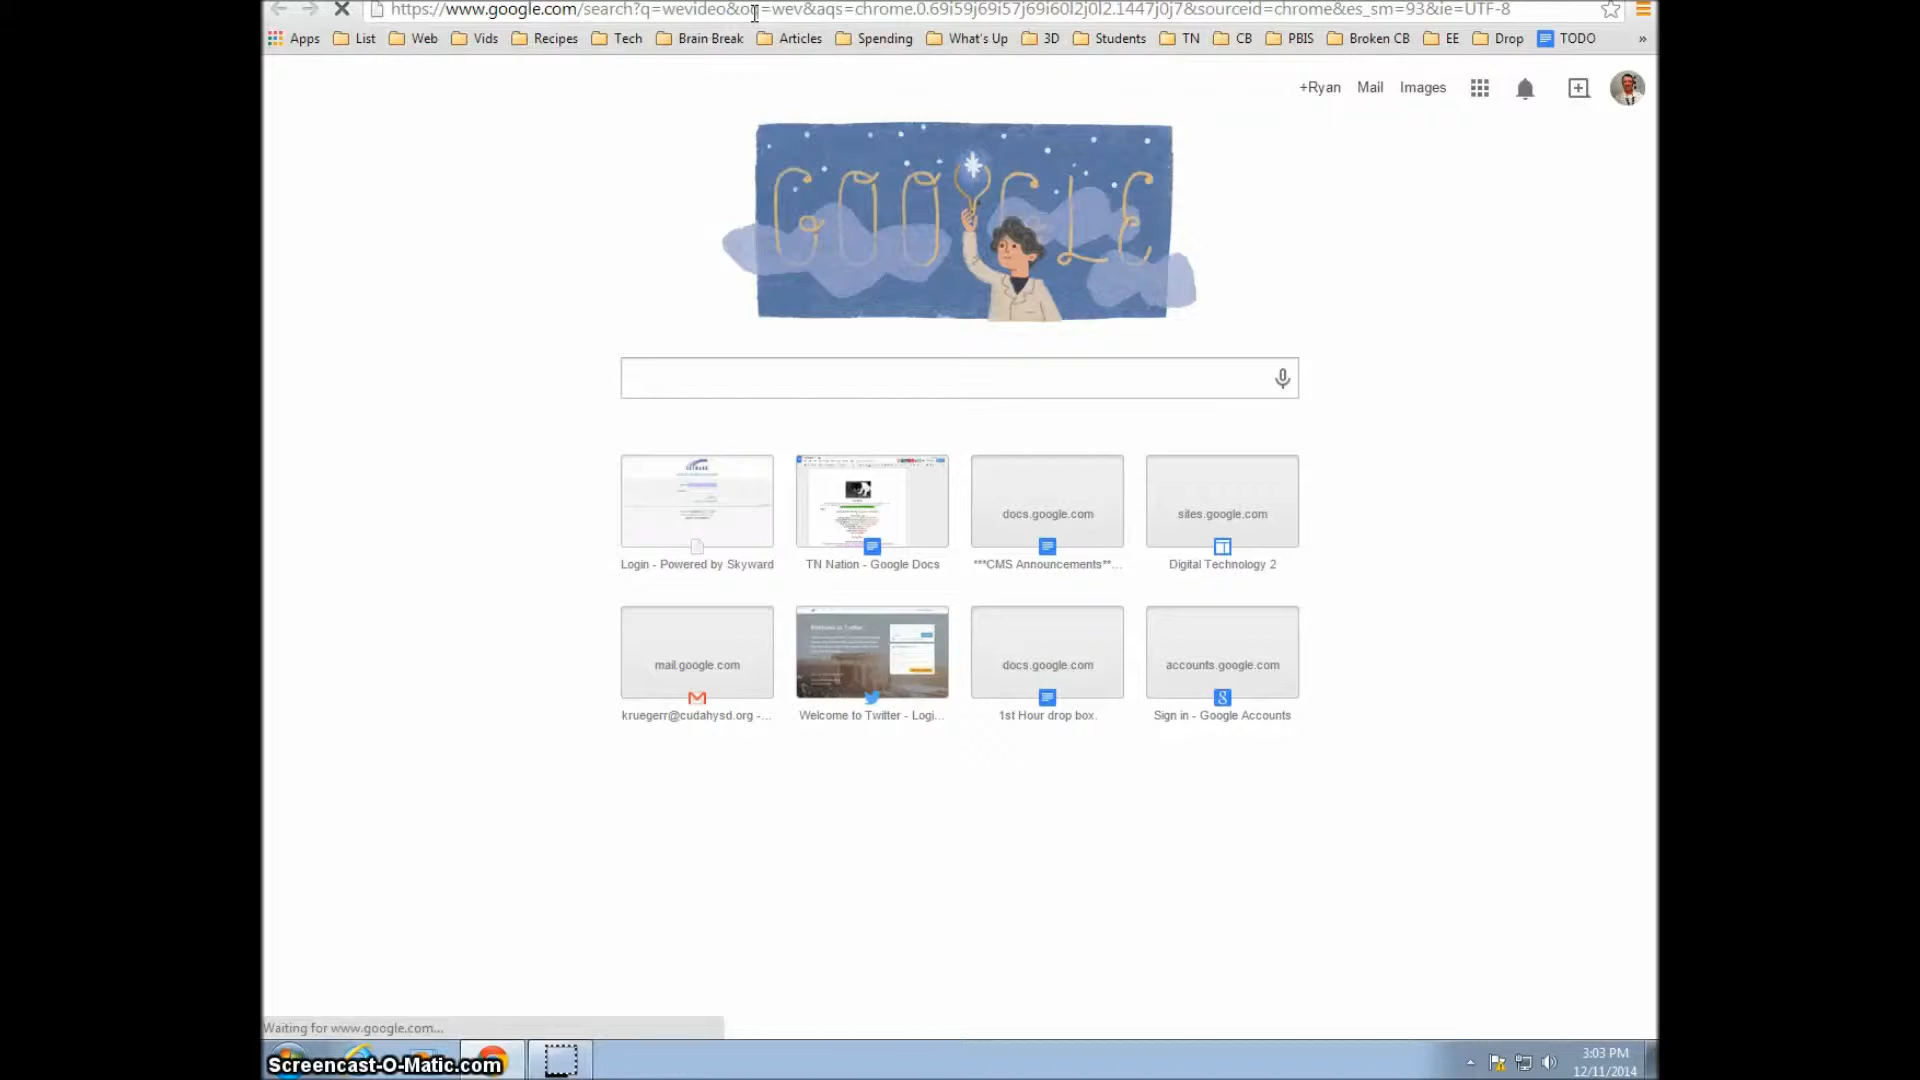 https://www.google.com/search?q=wevideo&oq=wev&aqs=chrome.0.69i59j69i57j69i60l2j0l2.1447j0j7&sourceid=chrome&es_sm=93&ie=UTF-8
Apps List Web Vids Recipes Tech Brain Break Articles Spending What's Up 3D Students TN CB PBIS Broken CB EE Drop TODO »
+Ryan Mail Images
GOOGLE
docs.google.com sites.google.com
Login - Powered by Skyward TN Nation - Google Docs ***CMS Announcements**... Digital Technology 2
Welcome to Twitter
mail.google.com docs.google.com accounts.google.com
kruegerr@cudahysd.org -... Welcome to Twitter - Logi... 1st Hour drop box. Sign in - Google Accounts
Waiting for www.google.com...
Screencast-O-Matic.com
3:03 PM
12/11/2014